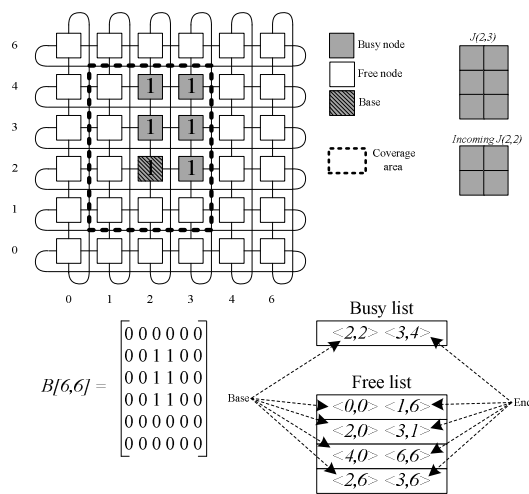 6
4
3
2
1
0
1 1
1 1
1 1
0 1 2 3 4 6
Busy node
Free node
Base
Coverage
area
J(2,3)
Incoming J(2,2)
B[6,6] =
0 0 0 0 0 0
0 0 1 1 0 0
0 0 1 1 0 0
0 0 1 1 0 0
0 0 0 0 0 0
0 0 0 0 0 0
Busy list
<2,2> <3,4>
Free list
<0,0> <1,6>
<2,0> <3,1>
<4,0> <6,6>
<2,6> <3,6>
Base
End